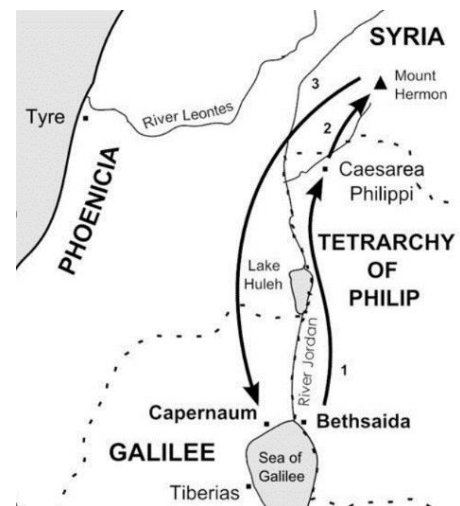 SYRIA
3
Mount
Hermon
River Leontes
Tyre
2
PHOENICIA
Caesarea
Philippi
TETRARCHY
OF
PHILIP
Lake
Huleh
River Jordan
1
Capernaum
Bethsaida
GALILEE
Sea of
Galilee
Tiberias